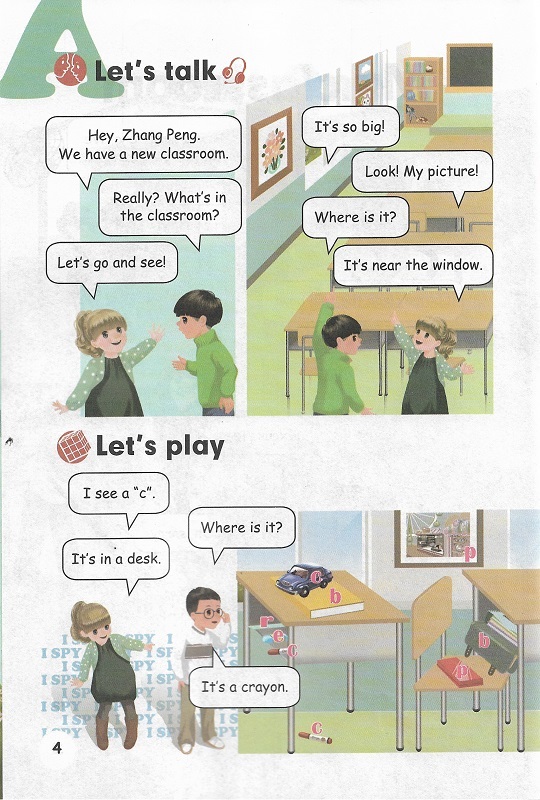 A
Let's talk
Hey, Zhang Peng.
We have a new classroom.
Really? What's in
the classroom?
Let's go and see!
It's so big!
Look! My picture!
Where is it?
It's near the window.
Let's play
I see a "c".
Where is it?
It's in a desk.
It's a crayon.
I SPY
c
b
p
r
e
c
b
p
c
4